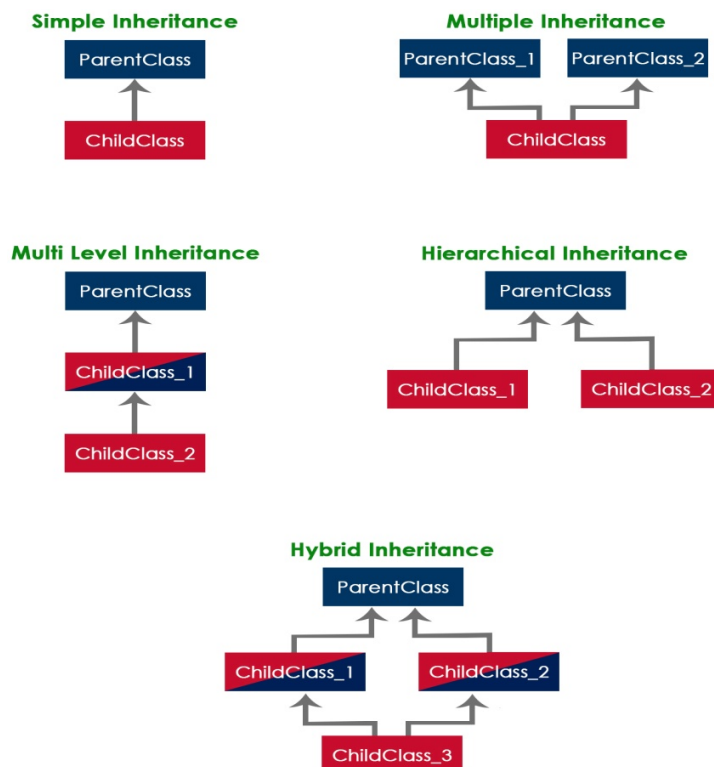 Simple Inheritance
ParentClass
ChildClass
Multiple Inheritance
ParentClass_1
ParentClass_2
ChildClass
Multi Level Inheritance
ParentClass
ChildClass_1
ChildClass_2
Hierarchical Inheritance
ParentClass
ChildClass_1
ChildClass_2
Hybrid Inheritance
ParentClass
ChildClass_1
ChildClass_2
ChildClass_3